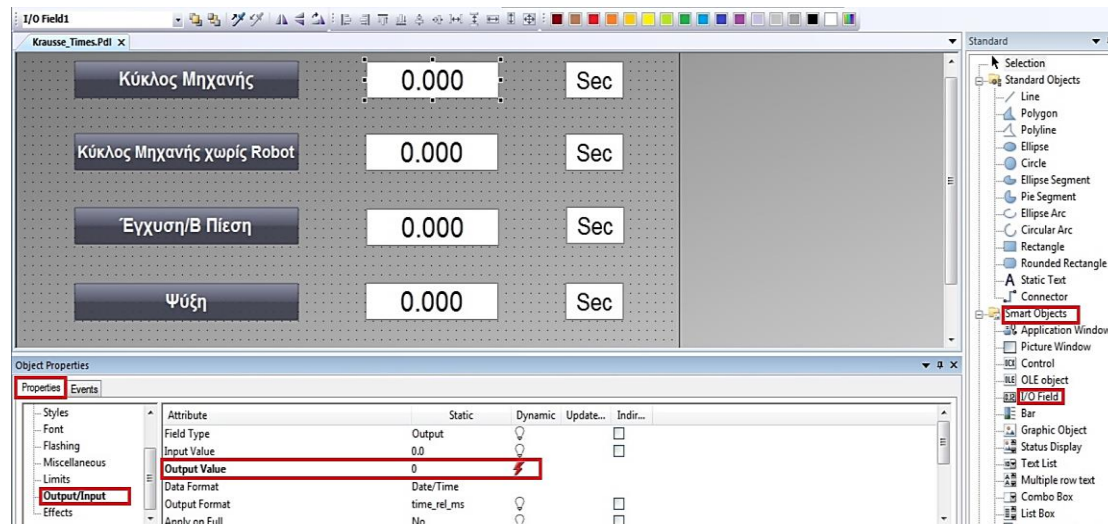 I/O Field1
Krausse_Times.Pdl X
Κύκλος Μηχανής 0.000 Sec
Κύκλος Μηχανής χωρίς Robot 0.000 Sec
Έγχυση/Β Πίεση 0.000 Sec
Ψύξη 0.000 Sec
Standard
Selection
Standard Objects
Line
Polygon
Polyline
Ellipse
Circle
Ellipse Segment
Pie Segment
Ellipse Arc
Circular Arc
Rectangle
Rounded Rectangle
A Static Text
Connector
Smart Objects
Application Window
Picture Window
Control
OLE OLE object
I/O Field
Bar
Graphic Object
Status Display
Text List
Multiple row text
Combo Box
List Box
Object Properties
Properties Events
Styles
Font
Flashing
Miscellaneous
Limits
Output/Input
Effects
Attribute Static Dynamic Update... Indir...
Field Type Output
Input Value 0.0
Output Value 0
Data Format Date/Time
Output Format time_rel_ms
Apply on Full No